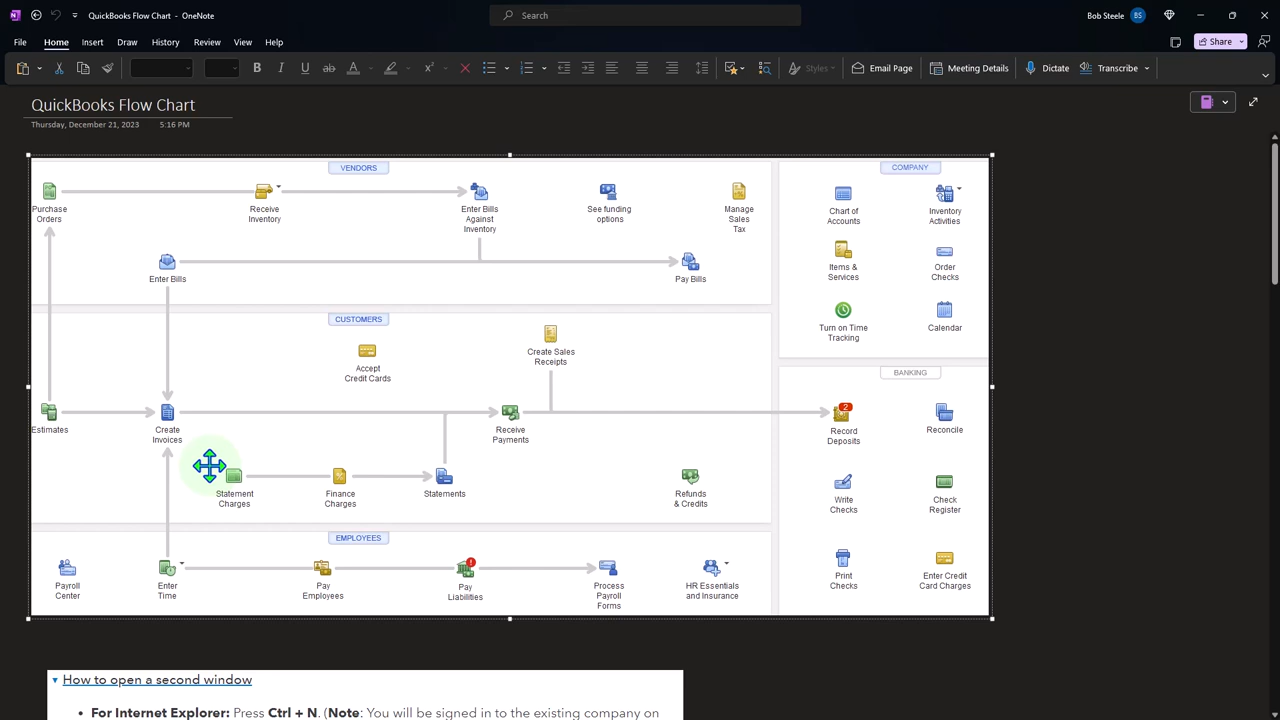 QuickBooks Flow Chart - OneNote
Search
Bob Steele
BS
File
Home
Insert
Draw
History
Review
View
Help
Share
Styles
Email Page
Meeting Details
Dictate
Transcribe
QuickBooks Flow Chart
Thursday, December 21, 2023
5:16 PM
VENDORS
Purchase
Orders
Receive
Inventory
Enter Bills
Against
Inventory
See funding
options
Manage
Sales
Tax
Enter Bills
Pay Bills
COMPANY
Chart of
Accounts
Inventory
Activities
Items &
Services
Order
Checks
Turn on Time
Tracking
Calendar
CUSTOMERS
Accept
Credit Cards
Create Sales
Receipts
Estimates
Create
Invoices
Receive
Payments
Statement
Charges
Finance
Charges
Statements
Refunds
& Credits
BANKING
2
Record
Deposits
Reconcile
Write
Checks
Check
Register
Print
Checks
Enter Credit
Card Charges
EMPLOYEES
Payroll
Center
Enter
Time
Pay
Employees
Pay
Liabilities
Process
Payroll
Forms
HR Essentials
and Insurance
How to open a second window
• For Internet Explorer: Press Ctrl + N. (Note: You will be signed in to the existing company on